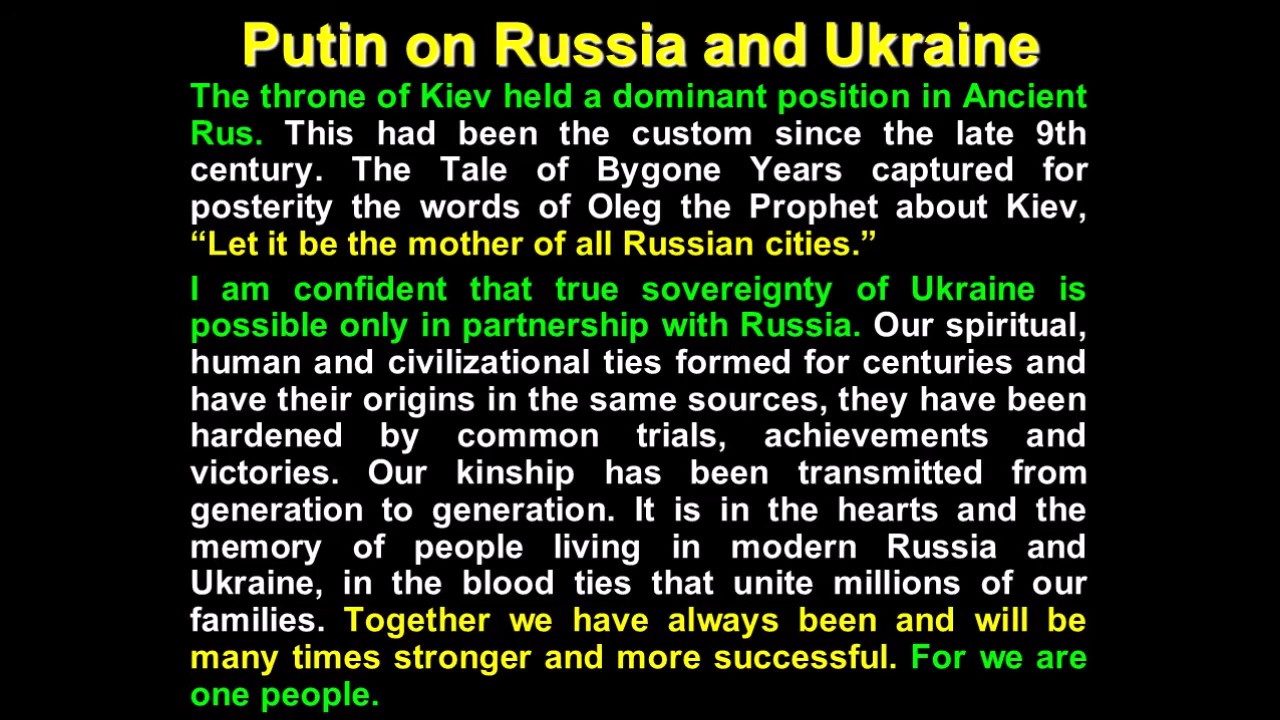 Putin on Russia and Ukraine
The throne of Kiev held a dominant position in Ancient
Rus. This had been the custom since the late 9th
century. The Tale of Bygone Years captured for
posterity the words of Oleg the Prophet about Kiev,
“Let it be the mother of all Russian cities.”
I am confident that true sovereignty of Ukraine is
possible only in partnership with Russia. Our spiritual,
human and civilizational ties formed for centuries and
have their origins in the same sources, they have been
hardened by common trials, achievements and
victories. Our kinship has been transmitted from
generation to generation. It is in the hearts and the
memory of people living in modern Russia and
Ukraine, in the blood ties that unite millions of our
families. Together we have always been and will be
many times stronger and more successful. For we are
one people.